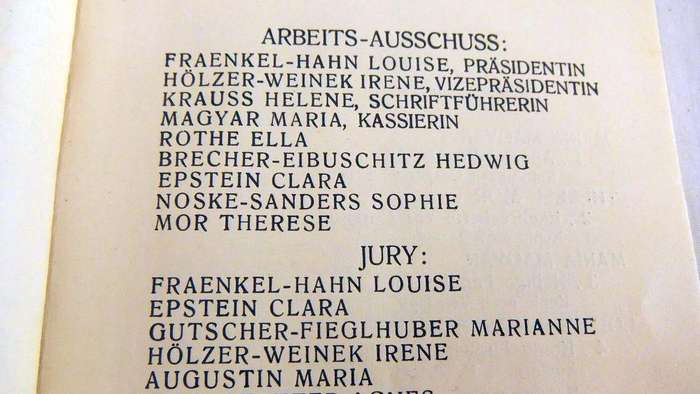 ARBEITS-AUSSCHUSS:
FRAENKEL-HAHN LOUISE, PRÄSIDENTIN
HÖLZER-WEINEK IRENE, VIZEPRÄSIDENTIN
KRAUSS HELENE, SCHRIFTFÜHRERIN
MAGYAR MARIA, KASSIERIN
ROTHE ELLA
BRECHER-EIBUSCHITZ HEDWIG
EPSTEIN CLARA
NOSKE-SANDERS SOPHIE
MOR THERESE
JURY:
FRAENKEL-HAHN LOUISE
EPSTEIN CLARA
GUTSCHER-FIEGLHUBER MARIANNE
HÖLZER-WEINEK IRENE
AUGUSTIN MARIA